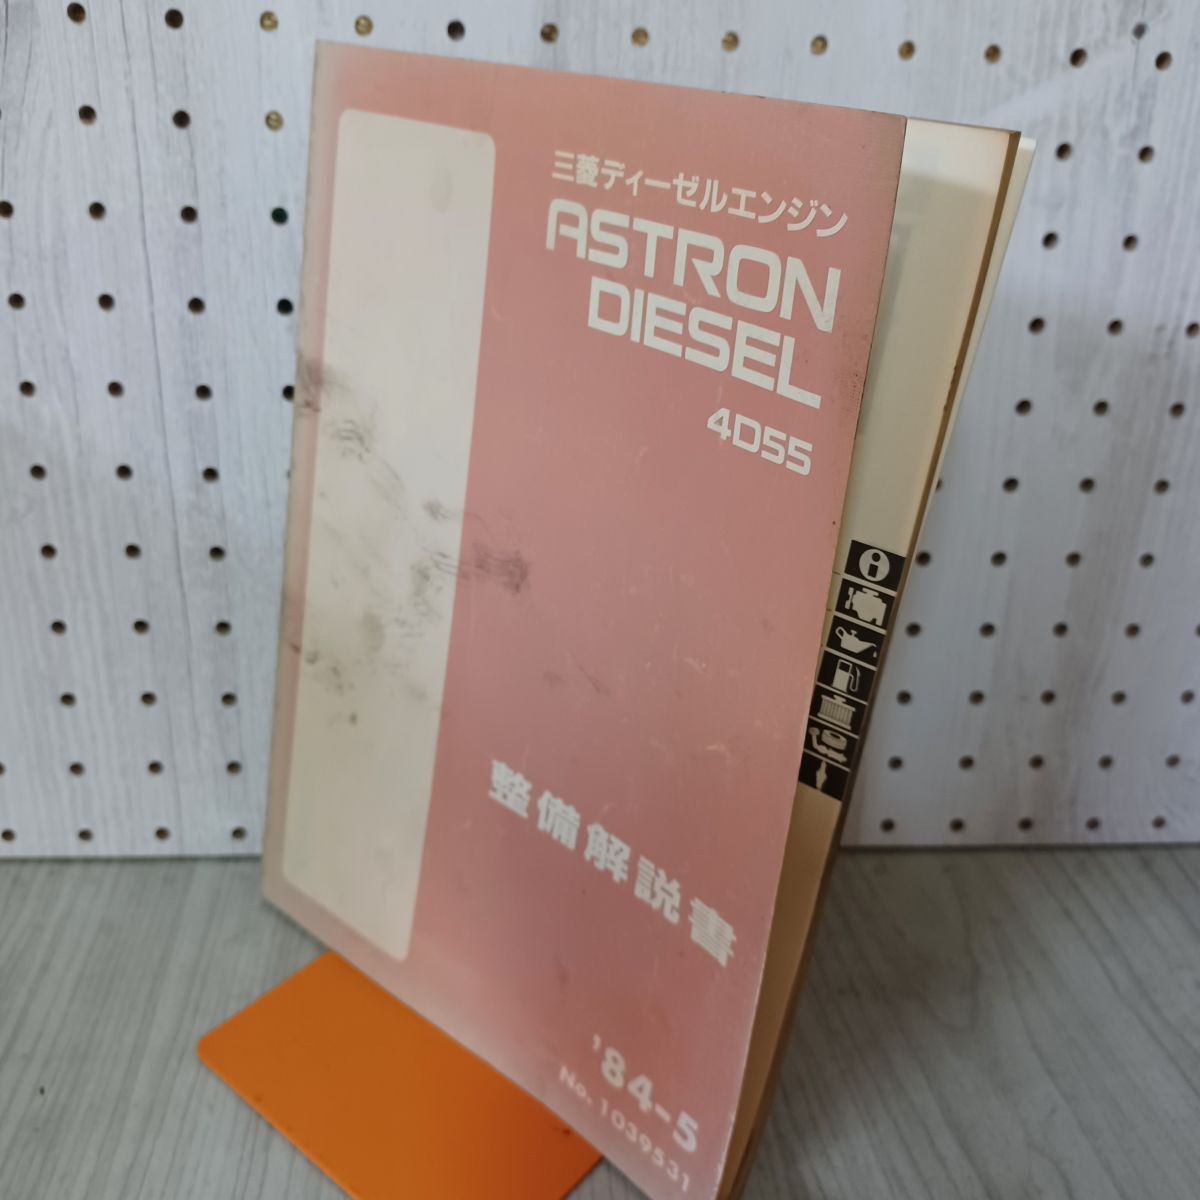 三菱ディーゼルエンジン
ASTRON
DIESEL
4D55
整備解説書
'84-5
No. 1039531